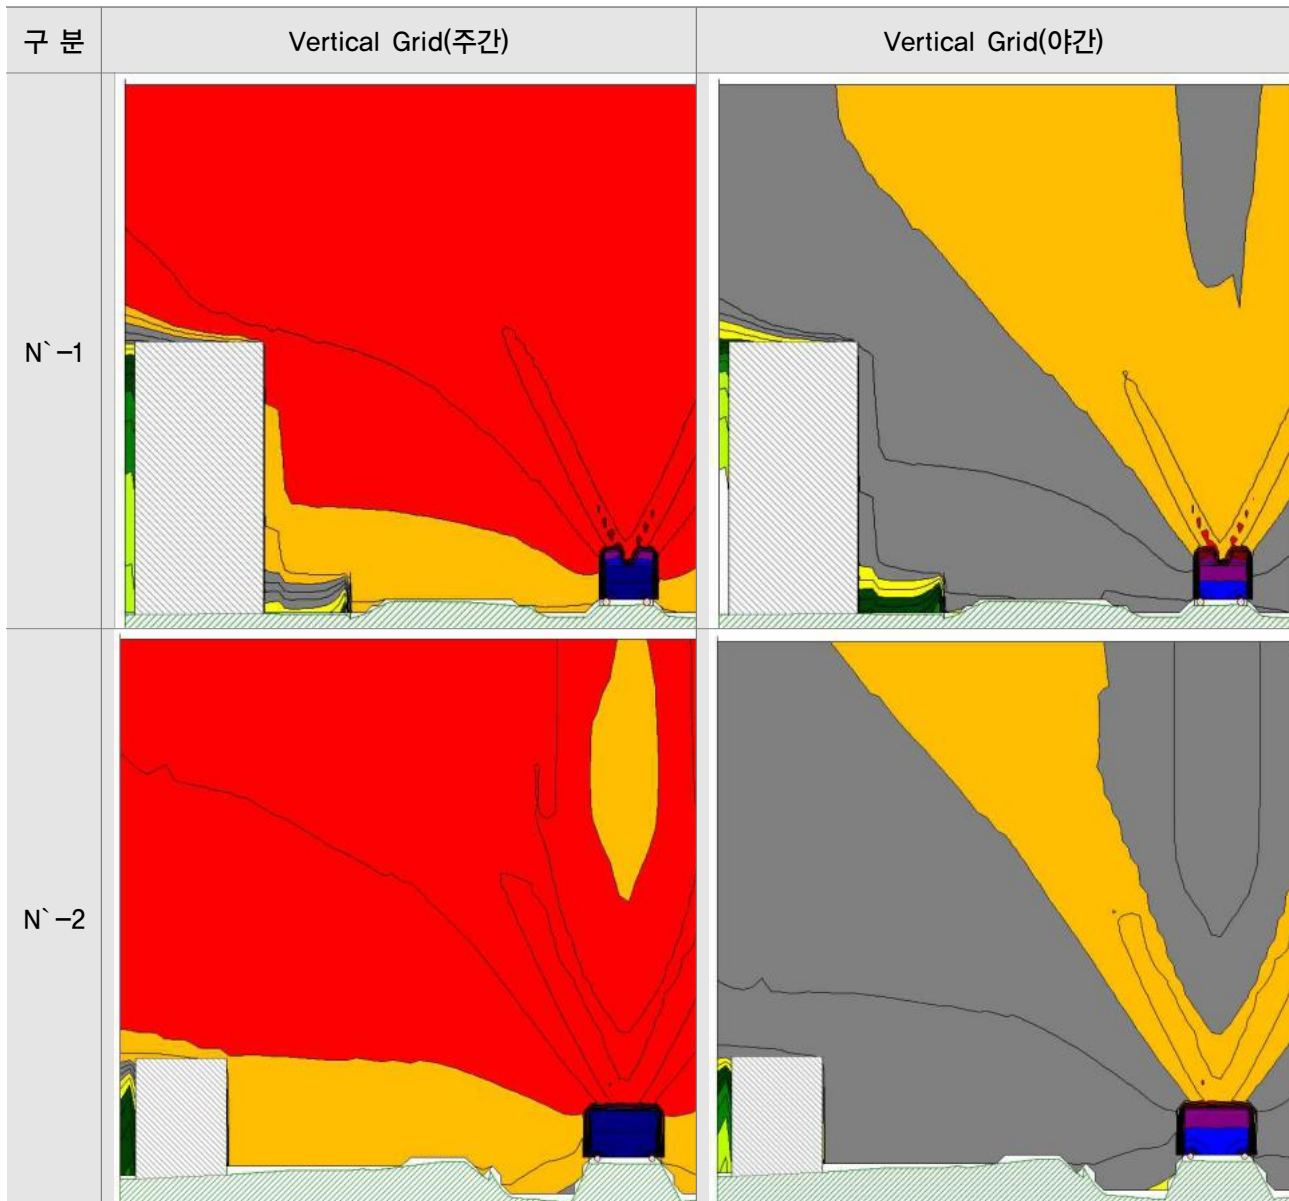 구 분
Vertical Grid(주간)
Vertical Grid(야간)
N`-1
N`-2